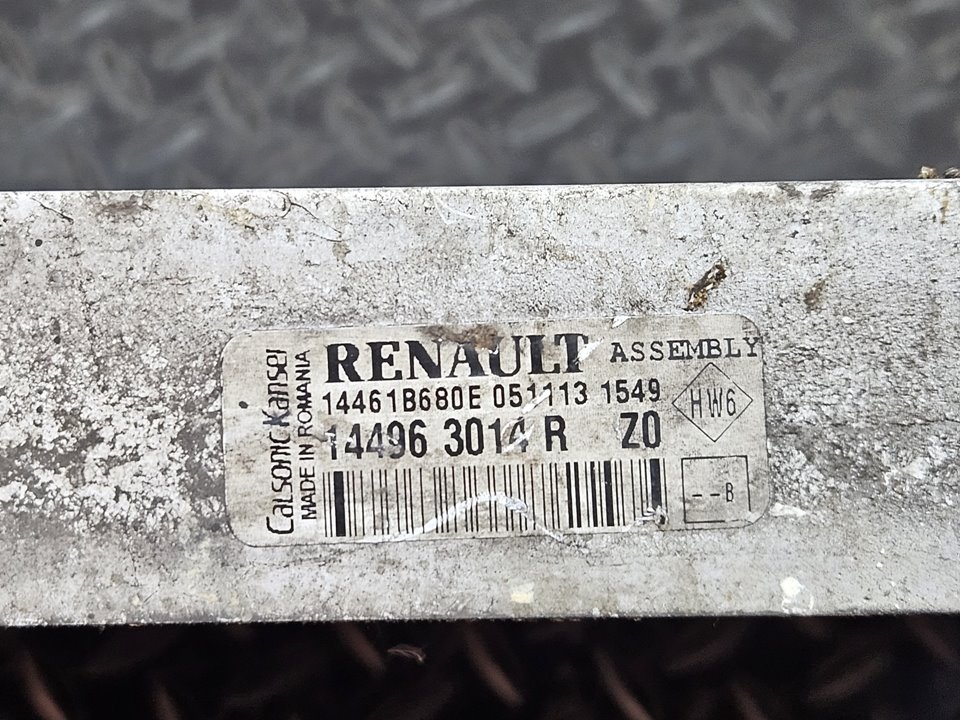 Calsonic Kansei
MADE IN ROMANIA
RENAULT ASSEMBLY
14461B680E 051113 1549
14496 3014 R Z0
HW6
--B